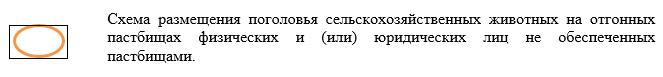 Схема размещения поголовья сельскохозяйственных животных на отгонных
пастбищах физических и (или) юридических лиц не обеспеченных
пастбищами.